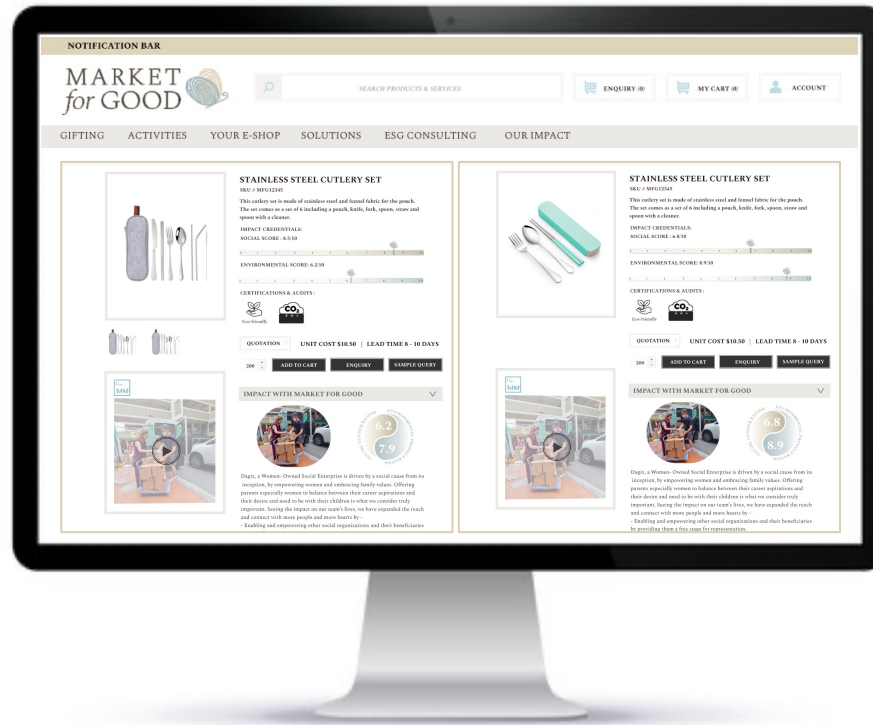 NOTIFICATION BAR
MARKET
for GOOD
SEARCH PRODUCTS & SERVICES
ENQUIRY (0)
MY CART (0)
ACCOUNT
GIFTING
ACTIVITIES
YOUR E-SHOP
SOLUTIONS
ESG CONSULTING
OUR IMPACT
STAINLESS STEEL CUTLERY SET
SKU # MFG12345
This cutlery set is made of stainless steel and fennel fabric for the pouch.
The set comes as a set of 6 including a pouch, knife, fork, spoon, straw and
spoon with a cleaner.
IMPACT CREDENTIALS:
SOCIAL SCORE : 8.5/10
ENVIRONMENTAL SCORE: 6.2/10
CERTIFICATIONS & AUDITS :
Eco-friendly
CO₂
QUOTATION
UNIT COST $10.50 | LEAD TIME 8 - 10 DAYS
200
ADD TO CART
ENQUIRY
SAMPLE QUERY
IMPACT WITH MARKET FOR GOOD
6.2
7.9
Dagiz, a Women- Owned Social Enterprise is driven by a social cause from its
inception, by empowering women and embracing family values. Offering
parents especially women to balance between their career aspirations and
their desire and need to be with their children is what we consider truly
important. Seeing the impact on our team's lives, we have expanded the reach
and connect with more people and more hearts by -
- Enabling and empowering other social organizations and their beneficiaries
STAINLESS STEEL CUTLERY SET
SKU # MFG12345
This cutlery set is made of stainless steel and fennel fabric for the pouch.
The set comes as a set of 6 including a pouch, knife, fork, spoon, straw and
spoon with a cleaner.
IMPACT CREDENTIALS:
SOCIAL SCORE : 6.8/10
ENVIRONMENTAL SCORE: 8.9/10
CERTIFICATIONS & AUDITS :
Eco-friendly
CO₂
QUOTATION
UNIT COST $10.50 | LEAD TIME 8 - 10 DAYS
200
ADD TO CART
ENQUIRY
SAMPLE QUERY
IMPACT WITH MARKET FOR GOOD
6.8
8.9
Dagiz, a Women- Owned Social Enterprise is driven by a social cause from its
inception, by empowering women and embracing family values. Offering
parents especially women to balance between their career aspirations and
their desire and need to be with their children is what we consider truly
important. Seeing the impact on our team's lives, we have expanded the reach
and connect with more people and more hearts by -
- Enabling and empowering other social organizations and their beneficiaries
by providing them a free stage for representation.